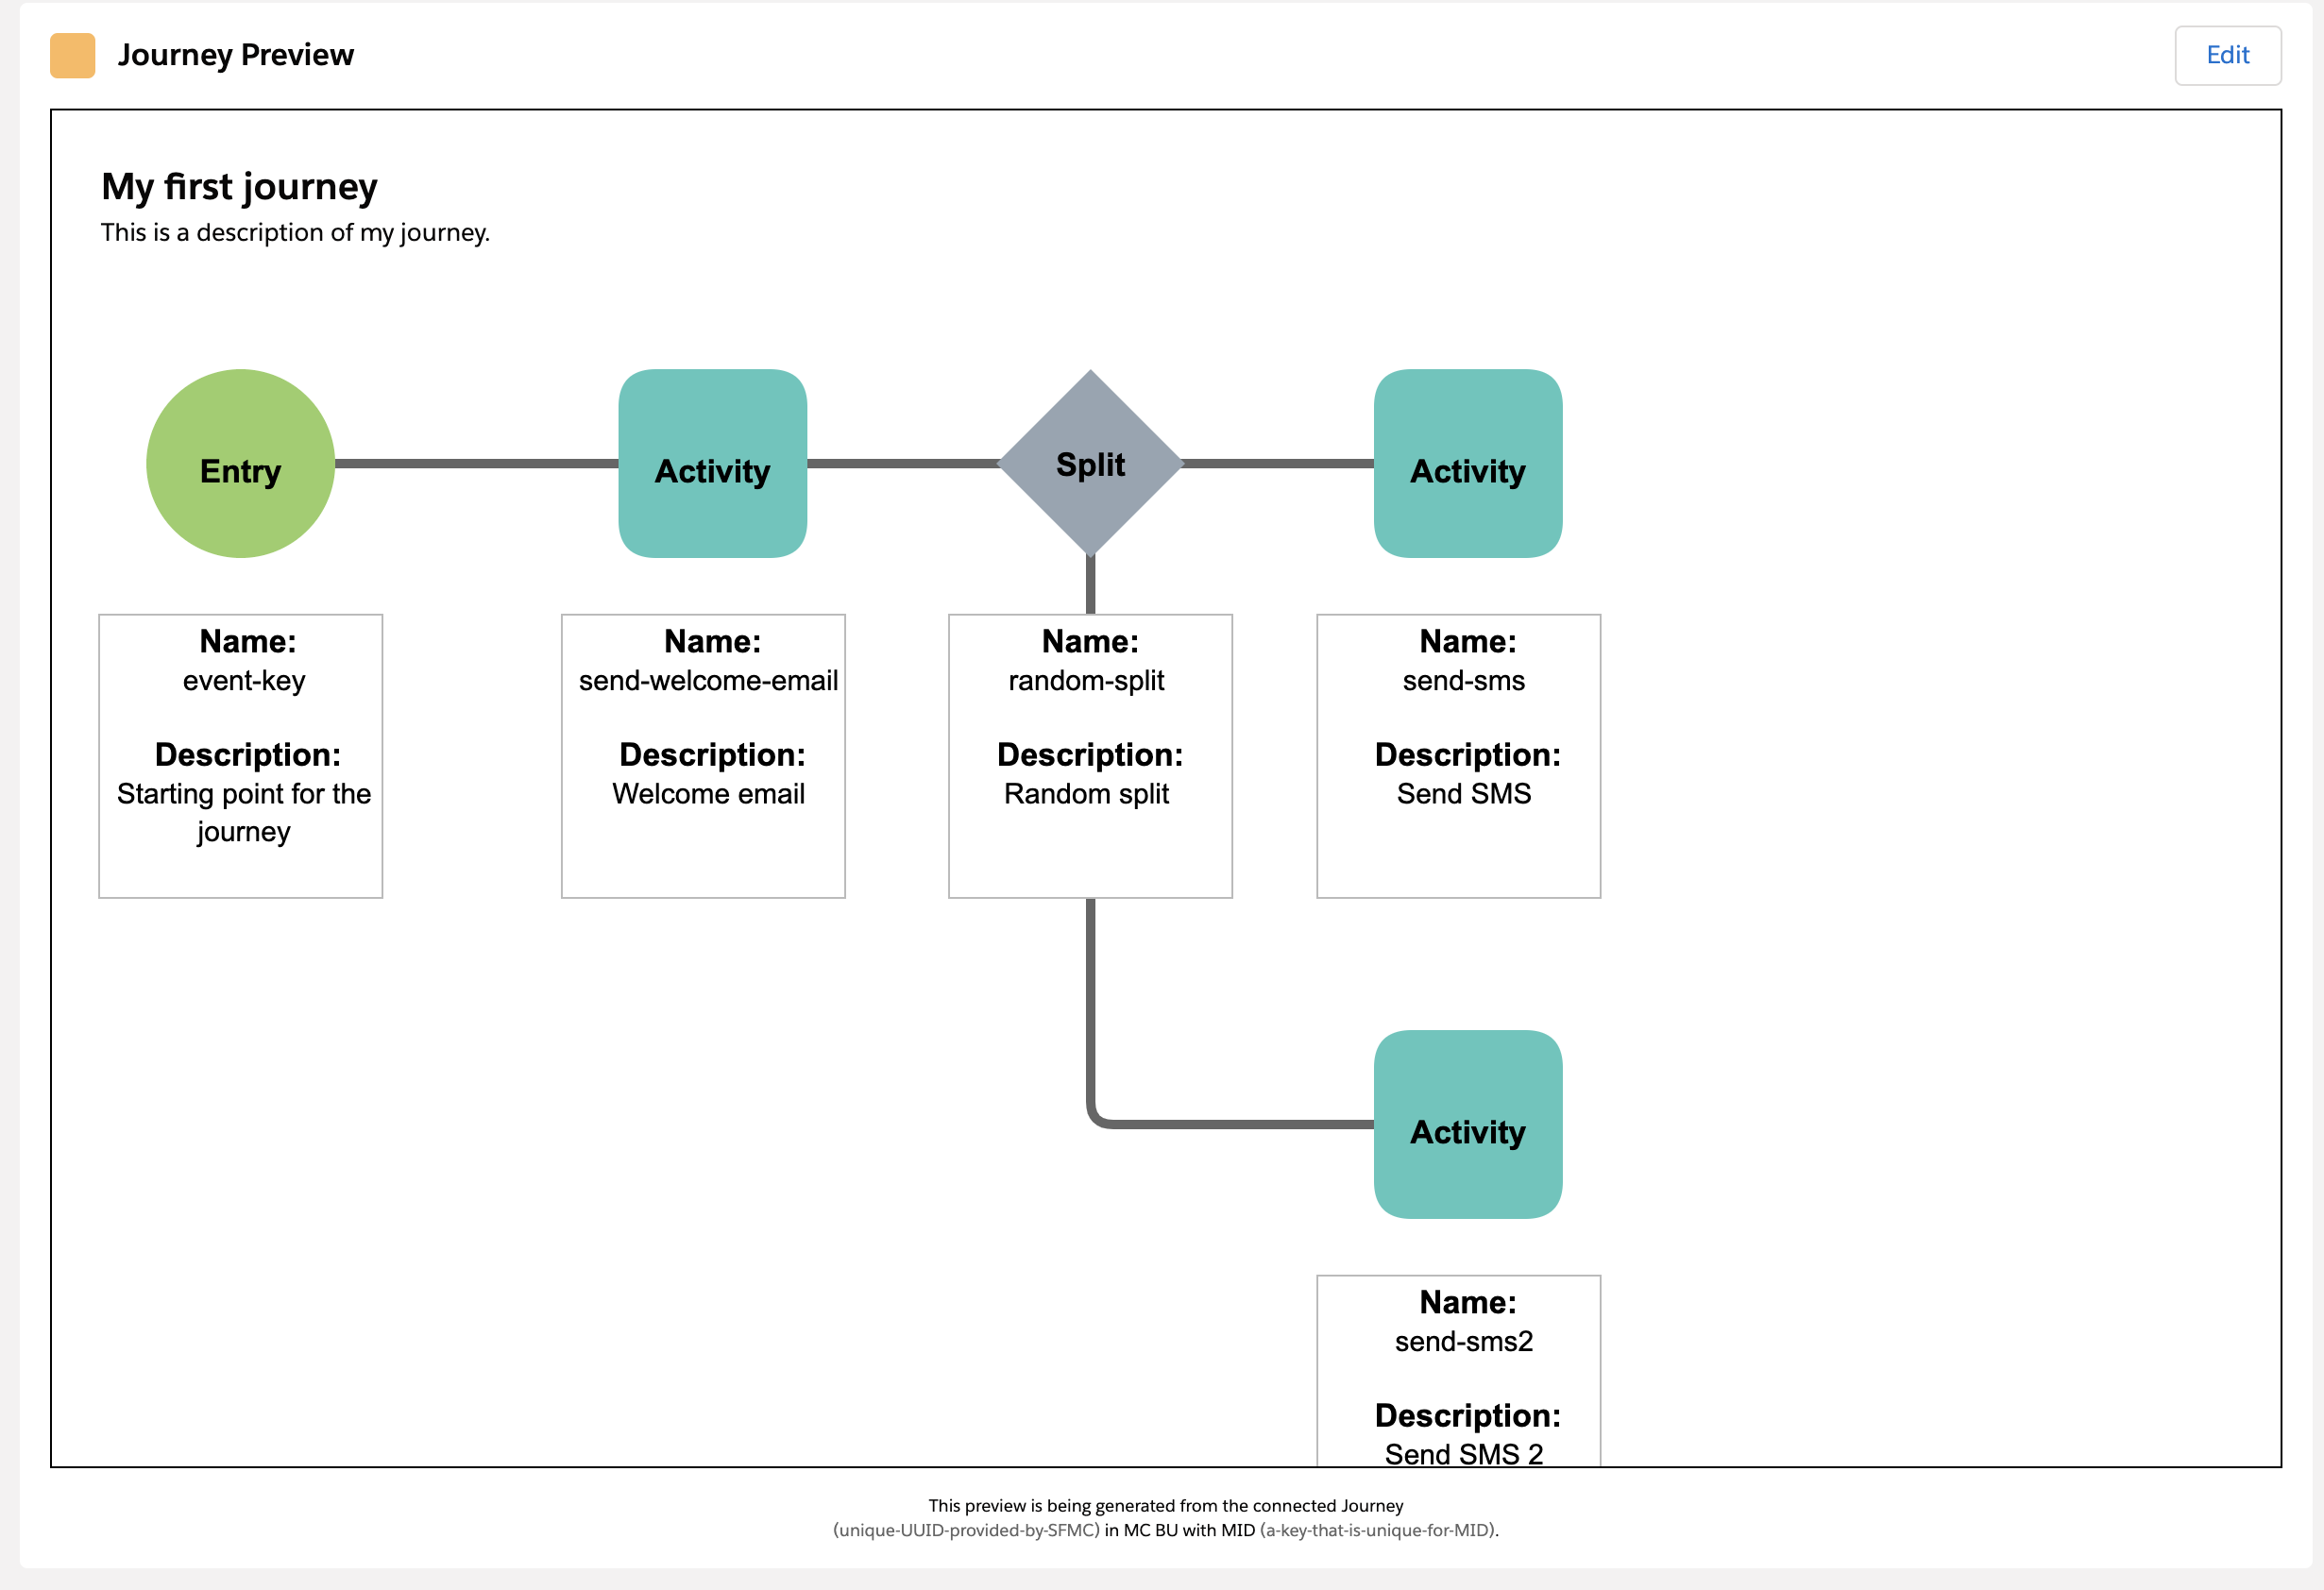 Journey Preview
Edit
My first journey
This is a description of my journey.
Entry
Activity
Split
Activity
Name:
event-key
Description:
Starting point for the
journey
Name:
send-welcome-email
Description:
Welcome email
Name:
random-split
Description:
Random split
Name:
send-sms
Description:
Send SMS
Activity
Name:
send-sms2
Description:
Send SMS 2
This preview is being generated from the connected Journey
(unique-UUID-provided-by-SFMC) in MC BU with MID (a-key-that-is-unique-for-MID).